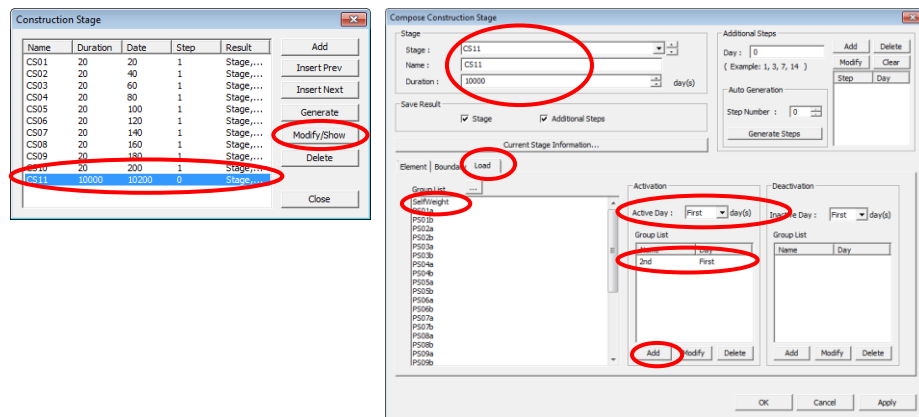 Construction Stage
Name Duration Date Step Result
CS01 20 20 1 Stage,...
CS02 20 40 1 Stage,...
CS03 20 60 1 Stage,...
CS04 20 80 1 Stage,...
CS05 20 100 1 Stage,...
CS06 20 120 1 Stage,...
CS07 20 140 1 Stage,...
CS08 20 160 1 Stage,...
CS09 20 180 1 Stage,...
CS10 20 200 1 Stage,...
CS11 10000 10200 0 Stage,...
Add
Insert Prev
Insert Next
Generate
Modify/Show
Delete
Close
Compose Construction Stage
Stage
Stage : CS11
Name : CS11
Duration : 10000 day(s)
Save Result
Stage Additional Steps
Current Stage Information...
Additional Steps
Day : 0
( Example: 1, 3, 7, 14 )
Auto Generation
Step Number : 0
Generate Steps
Add Delete
Modify Clear
Step Day
Element Boundary Load
Group List ...
SelfWeight
PS01a
PS01b
PS02a
PS02b
PS03a
PS03b
PS04a
PS04b
PS05a
PS05b
PS06a
PS06b
PS07a
PS07b
PS08a
PS08b
PS09a
PS09b
Activation
Active Day : First day(s)
Group List
Name Day
2nd First
Add Modify Delete
Deactivation
Inactive Day : First day(s)
Group List
Name Day
Add Modify Delete
OK Cancel Apply